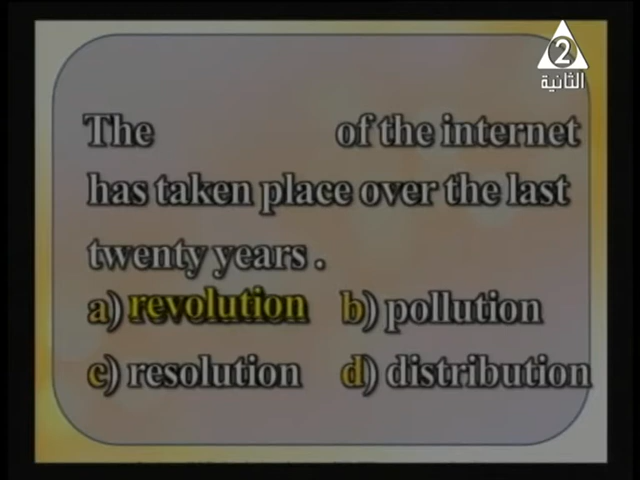 2
الثانية
The of the internet
has taken place over the last
twenty years .
a) revolution b) pollution
c) resolution d) distribution